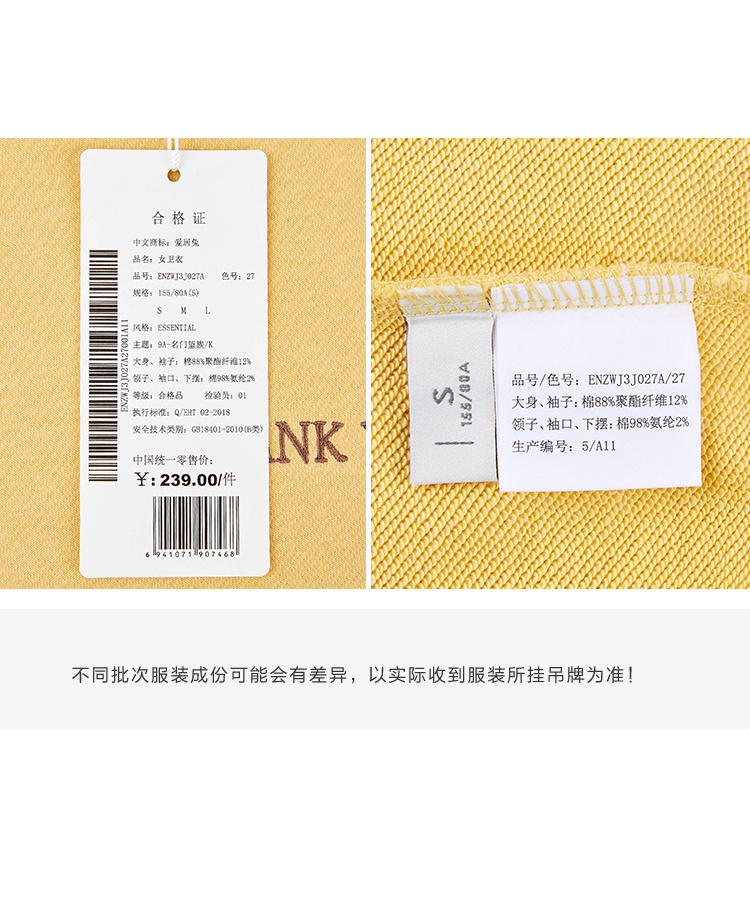 合格证
中文商标: 爱居兔
品名: 女卫衣
品号: ENZWJ3J027A 色号: 27
规格: 155/80A(S)
S M L
风格: ESSENTIAL
主题: 9A-名门望族/K
大身、袖子: 棉88%聚酯纤维12%
领子、袖口、下摆: 棉98%氨纶2%
等级: 合格品 检验员: 01
执行标准: Q/EHT 02-2018
安全技术类别: GB18401-2010(B类)
中国统一零售价:
¥: 239.00/件
6 941071 907468
ENZWJ3J027A27001A11
ANK
S
155/80A
品号/色号: ENZWJ3J027A/27
大身、袖子: 棉88%聚酯纤维12%
领子、袖口、下摆: 棉98%氨纶2%
生产编号: 5/A11
不同批次服装成份可能会有差异，以实际收到服装所挂吊牌为准！